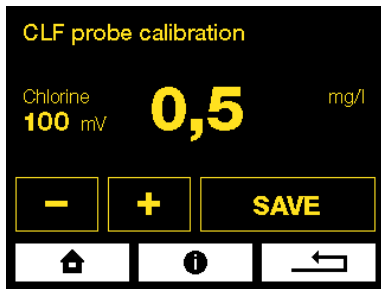 CLF probe calibration
Chlorine
100 mV
0,5
mg/l
− + SAVE